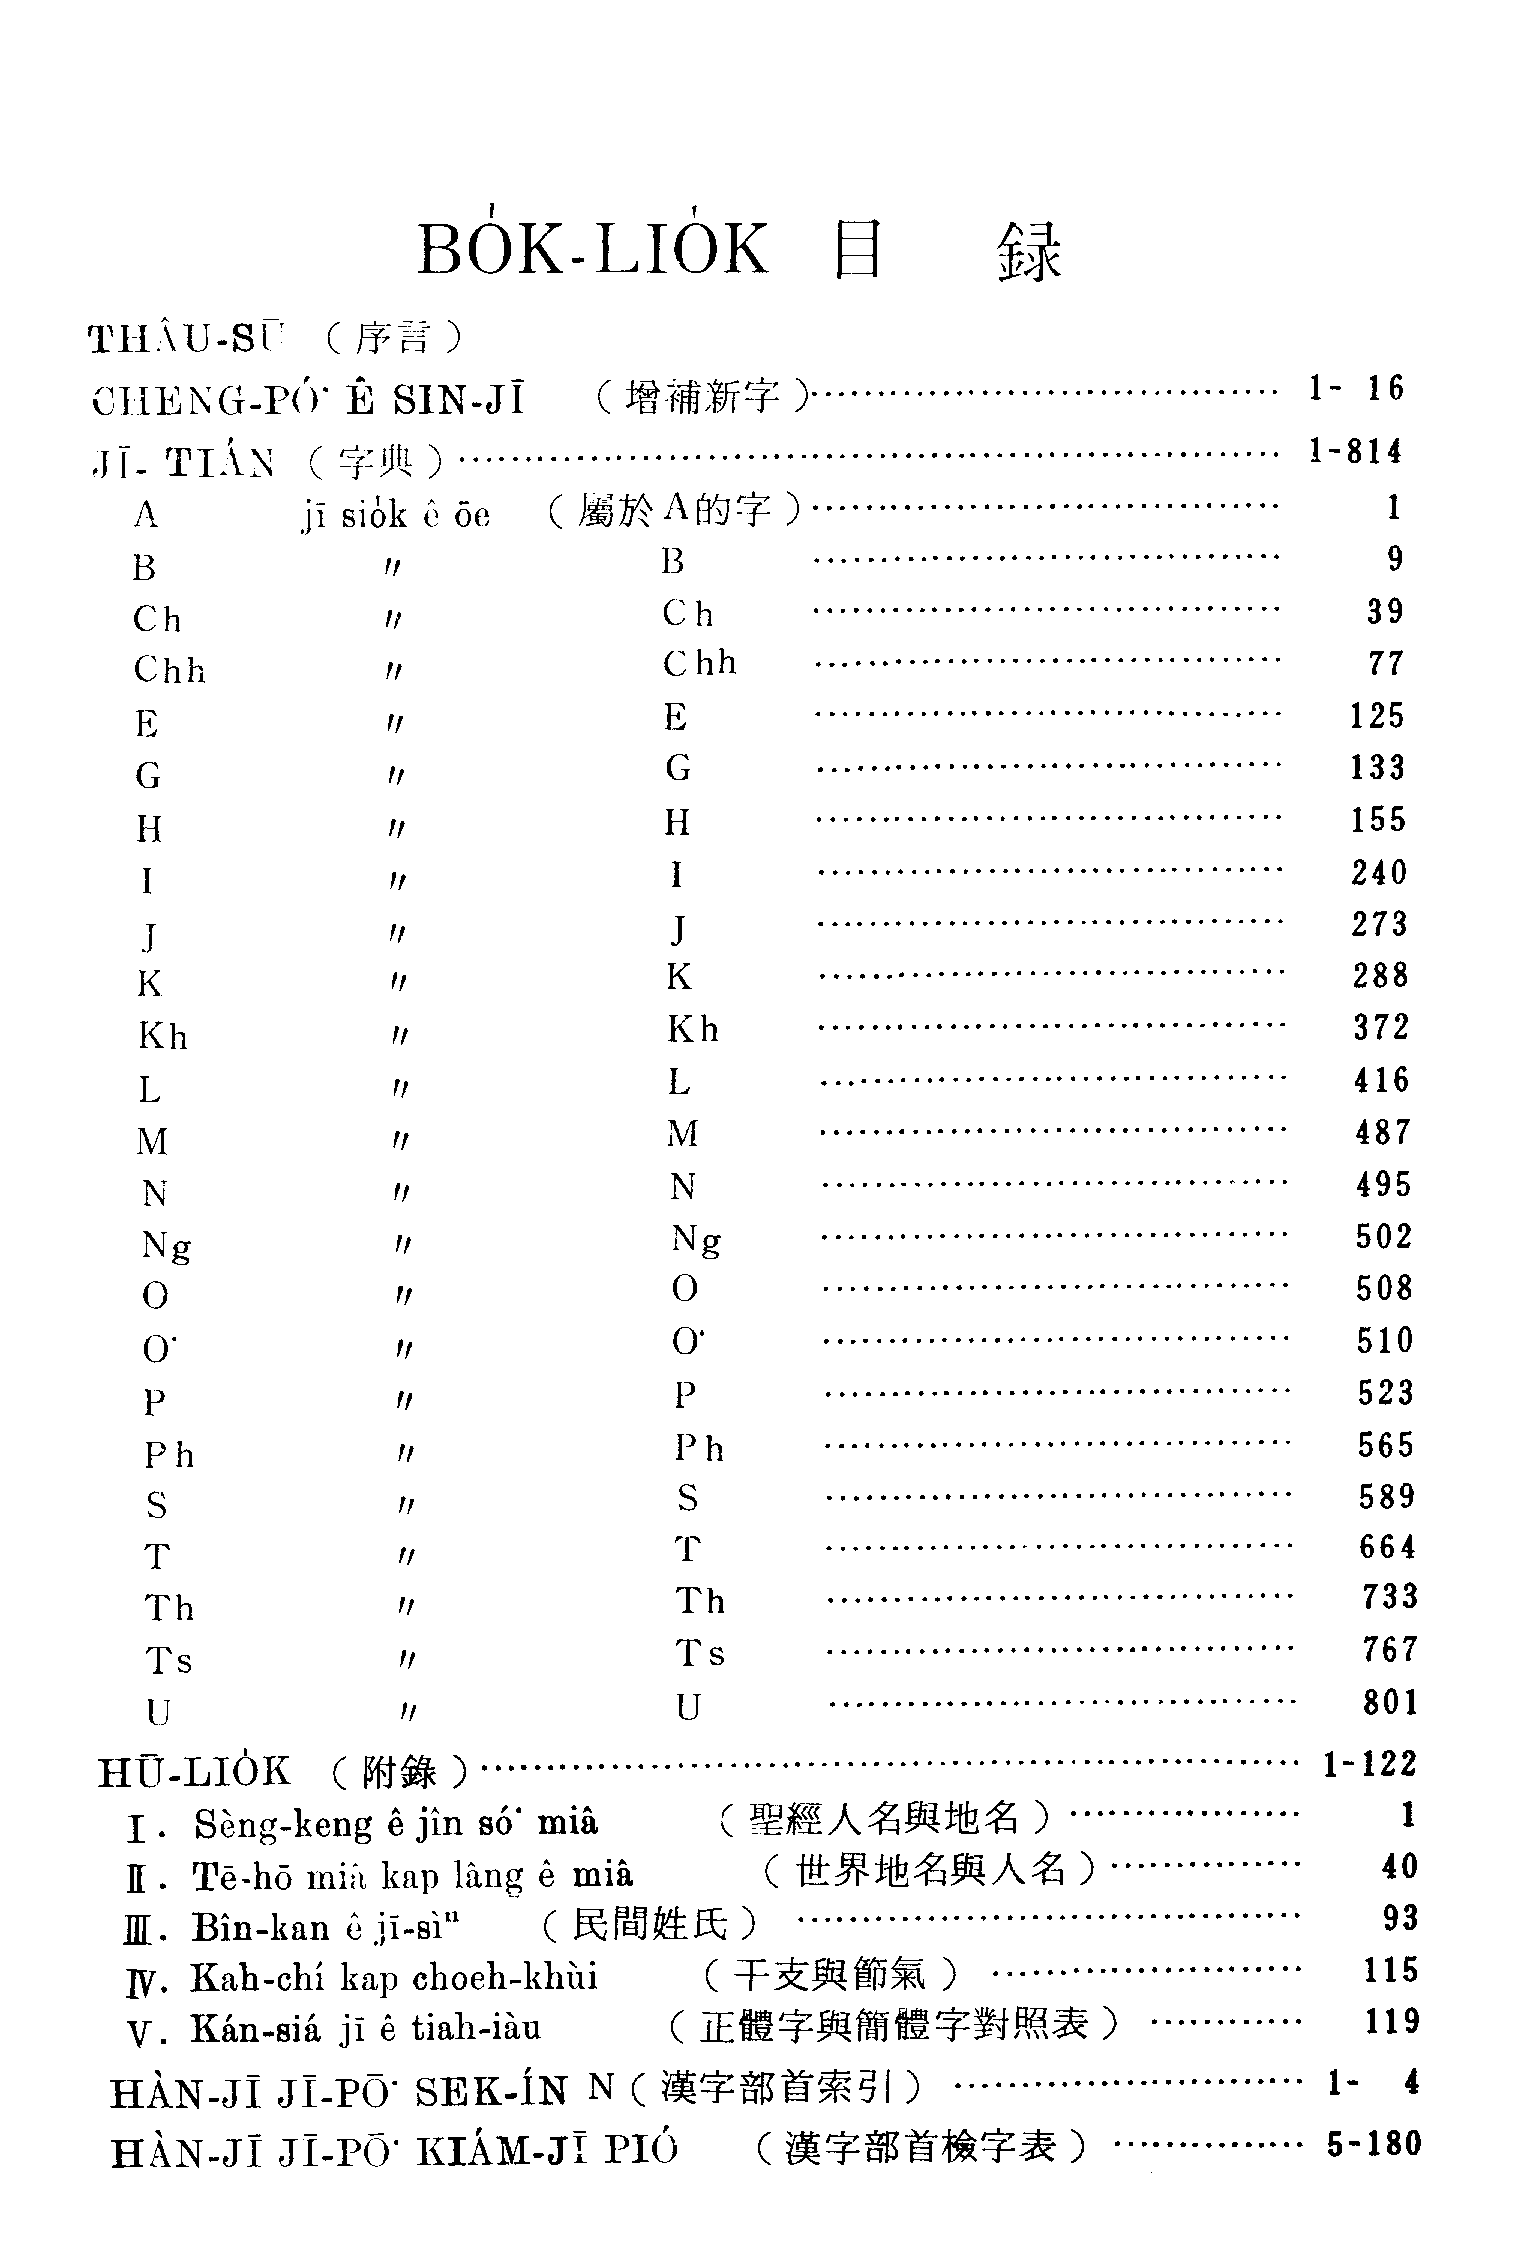 BO̍K-LIO̍K 目 録
THÂU-SŪ （序言）
CHENG-PÓ͘ Ê SIN-JĪ （增補新字）…………………………… 1- 16
JĪ- TIÁN （字典）…………………………… 1-814
A jī sio̍k ê ōe （屬於A的字）…………………………… 1
B 〃 B …………………………… 9
Ch 〃 Ch …………………………… 39
Chh 〃 Chh …………………………… 77
E 〃 E …………………………… 125
G 〃 G …………………………… 133
H 〃 H …………………………… 155
I 〃 I …………………………… 240
J 〃 J …………………………… 273
K 〃 K …………………………… 288
Kh 〃 Kh …………………………… 372
L 〃 L …………………………… 416
M 〃 M …………………………… 487
N 〃 N …………………………… 495
Ng 〃 Ng …………………………… 502
O 〃 O …………………………… 508
O͘ 〃 O͘ …………………………… 510
P 〃 P …………………………… 523
Ph 〃 Ph …………………………… 565
S 〃 S …………………………… 589
T 〃 T …………………………… 664
Th 〃 Th …………………………… 733
Ts 〃 Ts …………………………… 767
U 〃 U …………………………… 801
HŪ-LIO̍K （附錄）…………………………… 1-122
I. Sèng-keng ê jîn só͘ miâ （聖經人名與地名）……………… 1
Ⅱ. Tē-hō miâ kap lâng ê miâ （世界地名與人名）…………… 40
Ⅲ. Bîn-kan ê jī-sìⁿ （民間姓氏） …………………………… 93
Ⅳ. Kah-chí kap choeh-khùi （干支與節氣） …………………… 115
V. Kán-siá jī ê tiah-iàu （正體字與簡體字對照表） ………… 119
HÀN-JĪ JĪ-PŌ͘ SEK-ÍN N（漢字部首索引） ……………………… 1- 4
HÀN-JĪ JĪ-PŌ͘ KIÁM-JĪ PIÓ （漢字部首檢字表）…………… 5-180